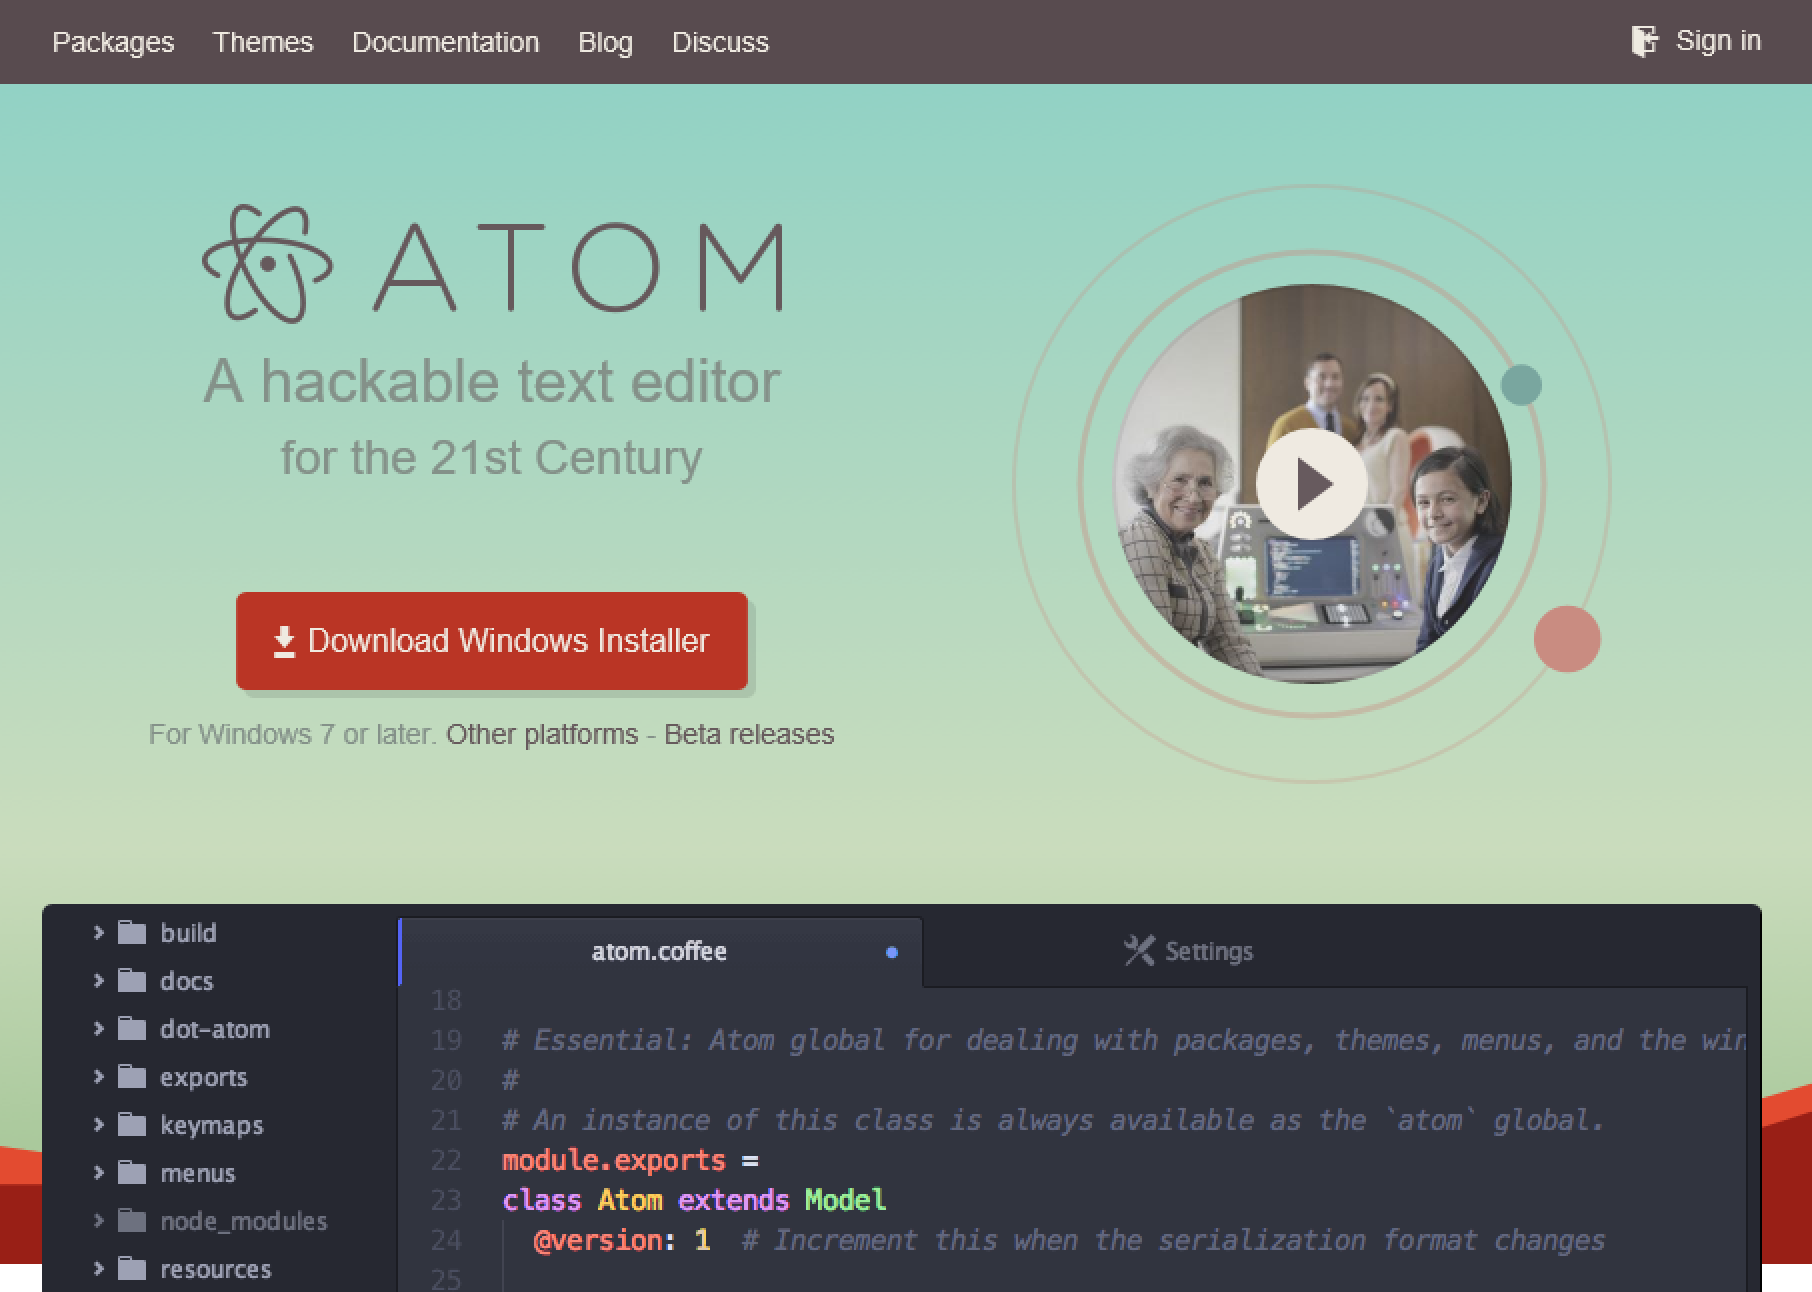 Packages Themes Documentation Blog Discuss Sign in
ATOM
A hackable text editor
for the 21st Century
Download Windows Installer
For Windows 7 or later. Other platforms - Beta releases
build
docs
dot-atom
exports
keymaps
menus
node_modules
resources
atom.coffee Settings
18
19 # Essential: Atom global for dealing with packages, themes, menus, and the win
20 #
21 # An instance of this class is always available as the `atom` global.
22 module.exports =
23 class Atom extends Model
24 @version: 1 # Increment this when the serialization format changes
25